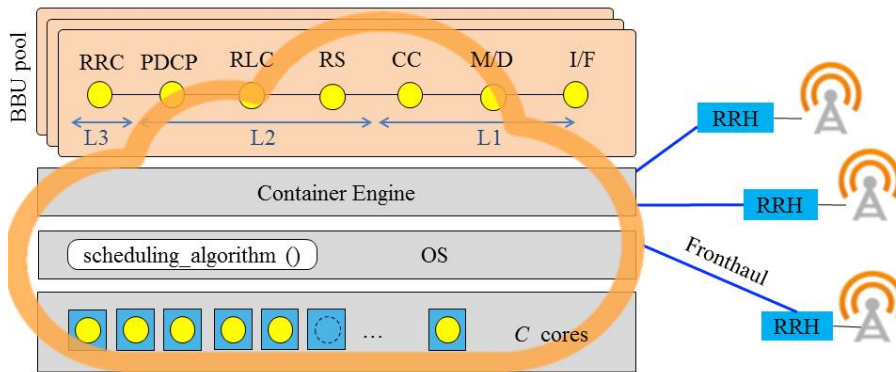 BBU pool
RRC PDCP RLC RS CC M/D I/F
L3 L2 L1
Container Engine
scheduling_algorithm () OS
... C cores
RRH
RRH
Fronthaul
RRH